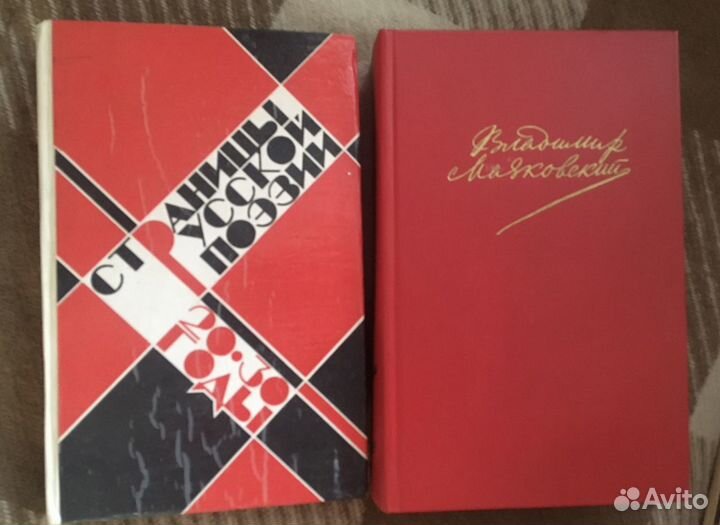 СТРАНИЦЫ
РУССКОЙ
ПОЭЗИИ
20-30
ГОДЫ
Владимир
Маяковский
Avito